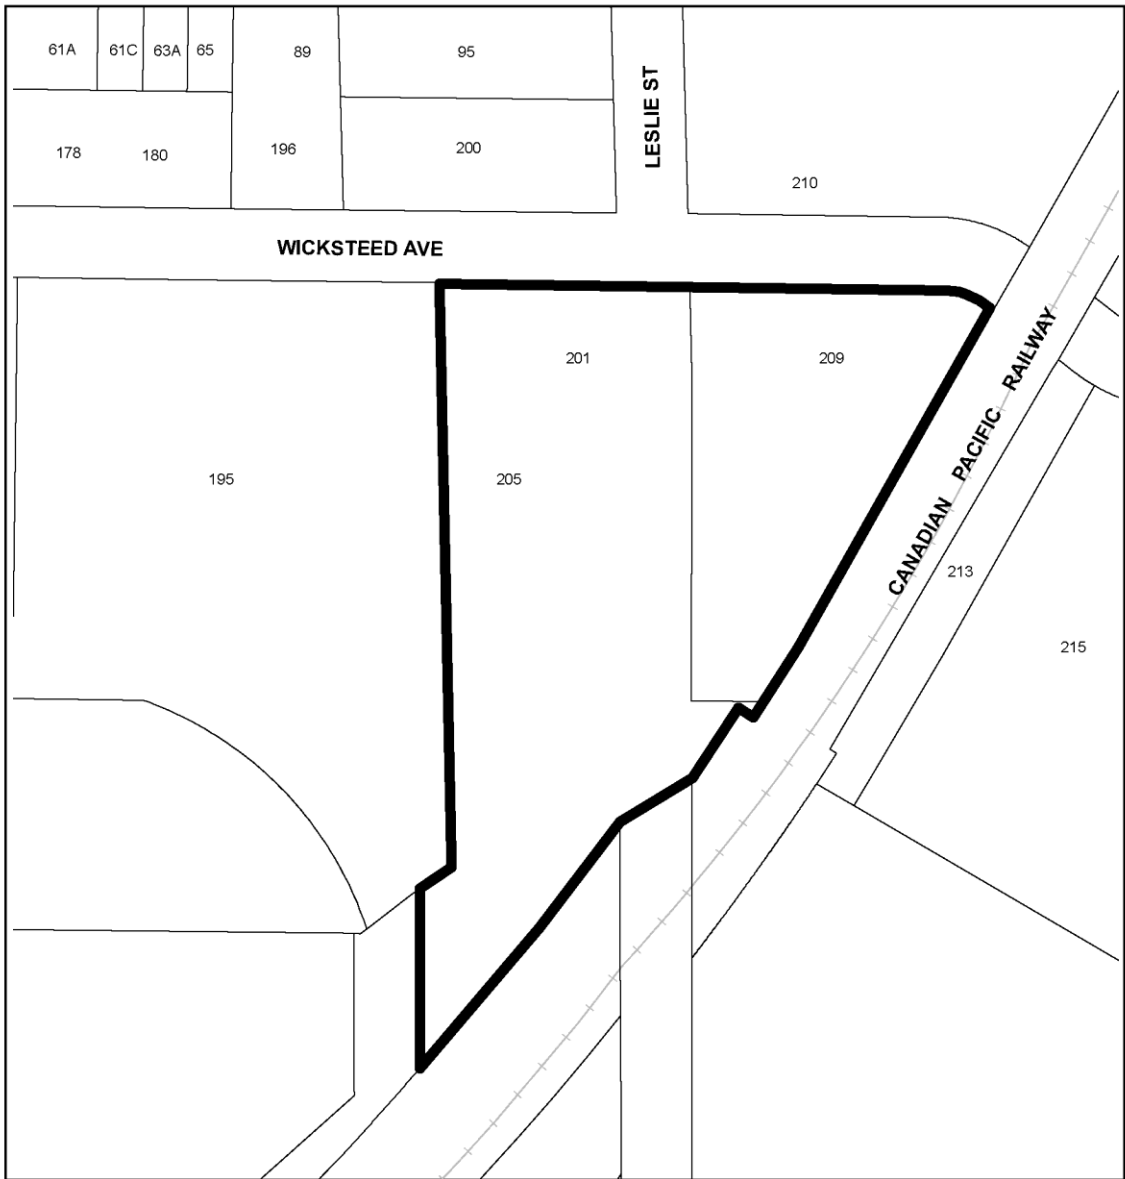 61A
61C
63A
65
89
95
178
180
196
200
LESLIE ST
210
WICKSTEED AVE
201
209
195
205
CANADIAN PACIFIC RAILWAY
213
215